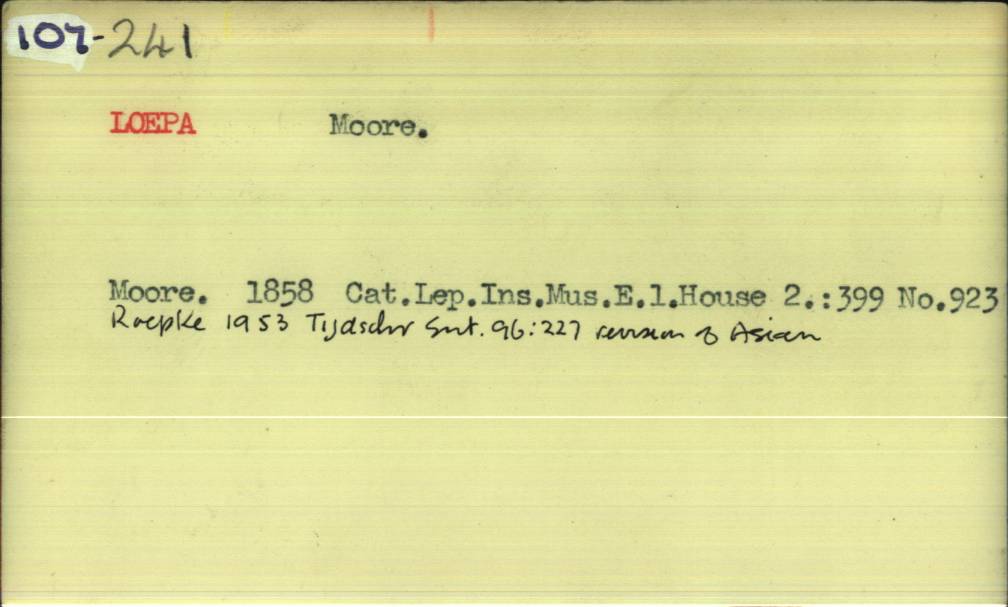 107-241
LOEPA Moore.
Moore. 1858 Cat.Lep.Ins.Mus.E.l.House 2.:399 No.923
Roepke 1953 Tijdschr Ent. 96:227 revision of Asian